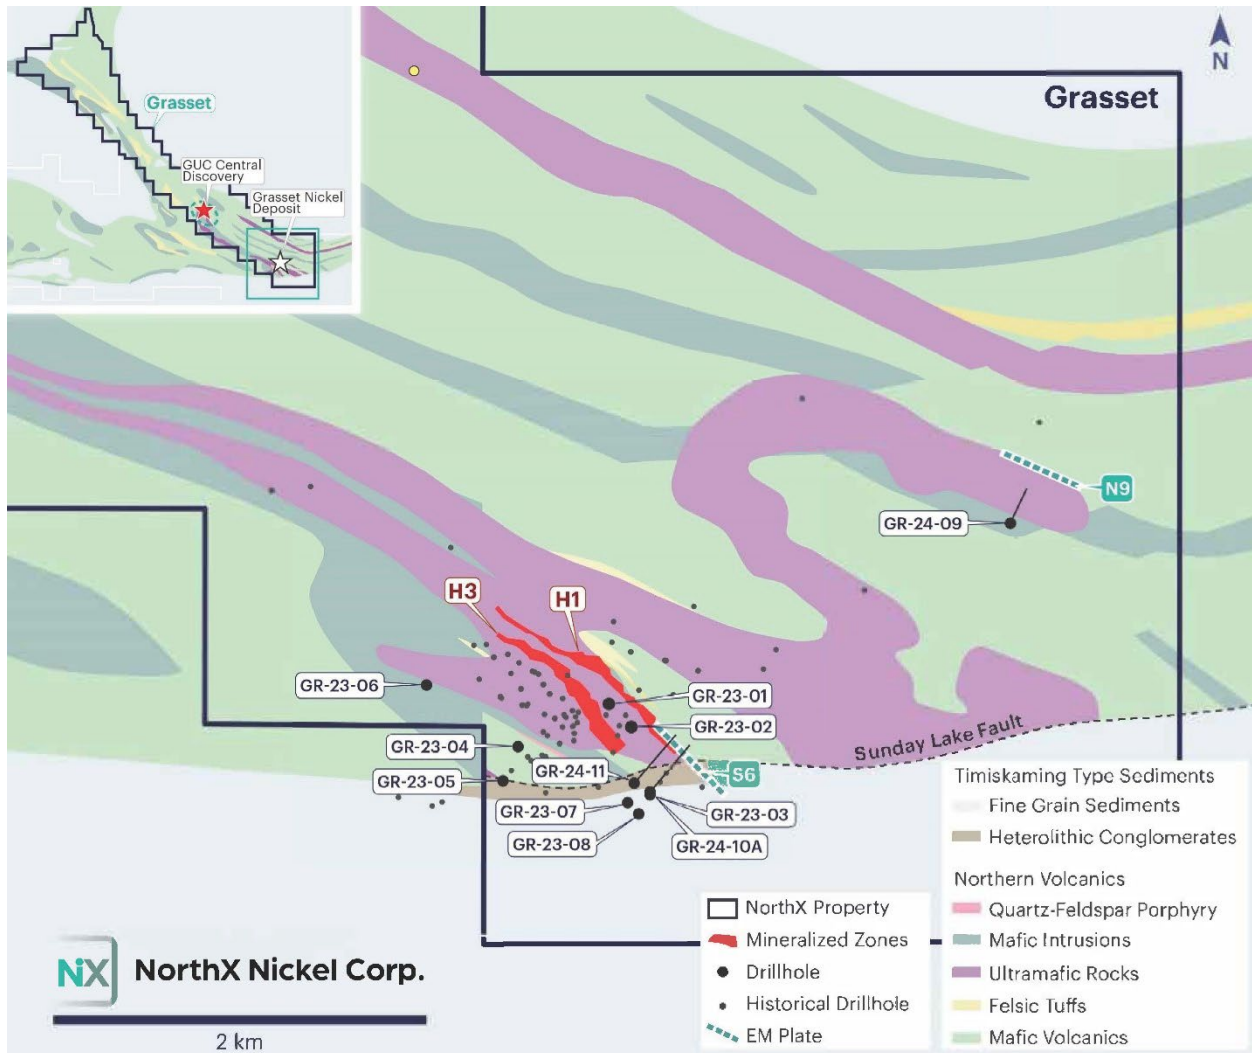 N
Grasset
Grasset
GUC Central
Discovery
Grasset Nickel
Deposit
N9
GR-24-09
H3
H1
GR-23-06
GR-23-01
GR-23-02
GR-23-04
GR-24-11
GR-23-05
S6
GR-23-07
GR-23-03
GR-23-08
GR-24-10A
Sunday Lake Fault
NorthX Property
Mineralized Zones
Drillhole
Historical Drillhole
EM Plate
Timiskaming Type Sediments
Fine Grain Sediments
Heterolithic Conglomerates
Northern Volcanics
Quartz-Feldspar Porphyry
Mafic Intrusions
Ultramafic Rocks
Felsic Tuffs
Mafic Volcanics
NiX
NorthX Nickel Corp.
2 km